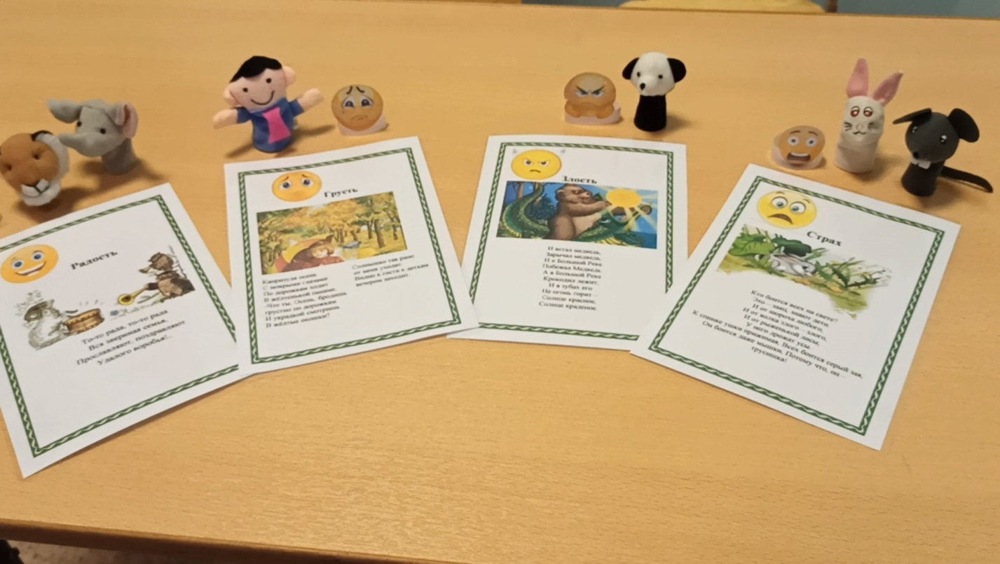 Радость
То-то рада, то-то рада
Вся звериная семья,
Прославляют, поздравляют
Удалого воробья!..
Грусть
Капризуля осень
С мокрыми глазами
По дорожкам ходит
В жёлтенькой панаме.
-Что ты, Осень, бродишь
грустно по дорожкам
И украдкой смотришь
В жёлтые окошки?
Солнышко так рано
от меня уходит.
Видно к гости к деткам
вечером заходит.
Злость
И встал медведь,
Зарычал медведь,
И к Большой Реке
Побежал Медведь.
А в Большой Реке
Крокодил лежит,
И в зубах его
Не огонь горит –
Солнце красное,
Солнце краденое.
Страх
Кто боится всех на свете?
Это – заяц, знают дети.
И от шороха любого,
И от волка злого – злого,
И от рыженькой лисы,
У него дрожат усы.
К спинке ушки прижимая, Всех боится серый зая,
Он боится даже мышки. Потому что, он –
трусишка!